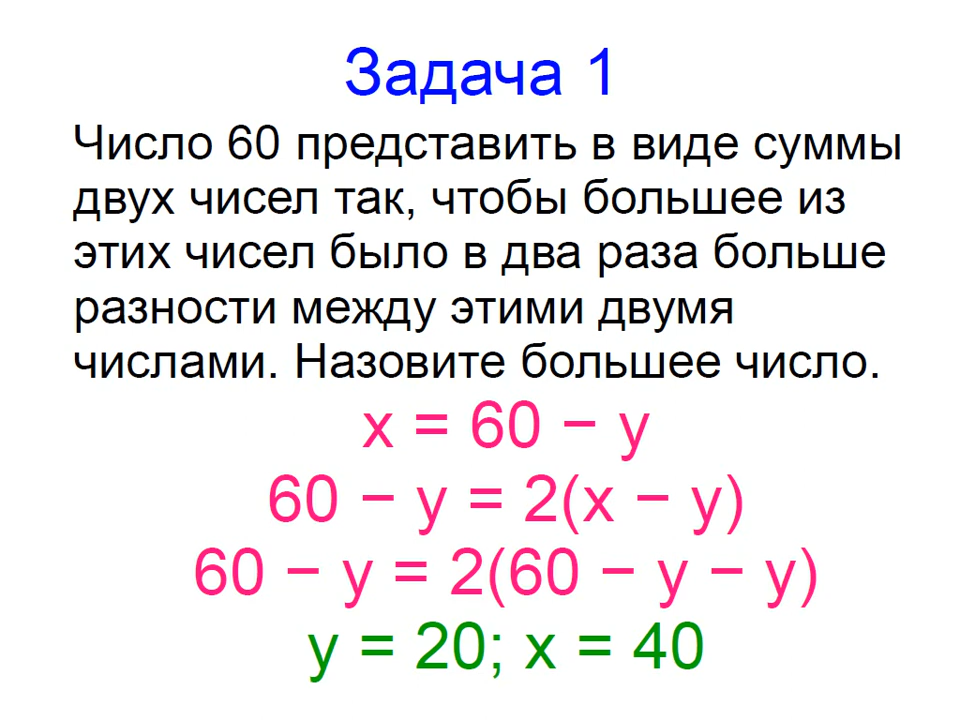 Задача 1
Число 60 представить в виде суммы
двух чисел так, чтобы большее из
этих чисел было в два раза больше
разности между этими двумя
числами. Назовите большее число.
x = 60 − y
60 − y = 2(x − y)
60 − y = 2(60 − y − y)
y = 20; x = 40